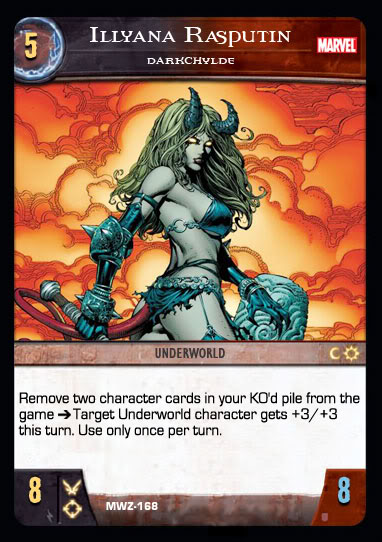 5
Illyana Rasputin
MARVEL
DARKCHYLDE
UNDERWORLD
Remove two character cards in your KO'd pile from the
game ➔ Target Underworld character gets +3/+3
this turn. Use only once per turn.
8
MWZ-168
8